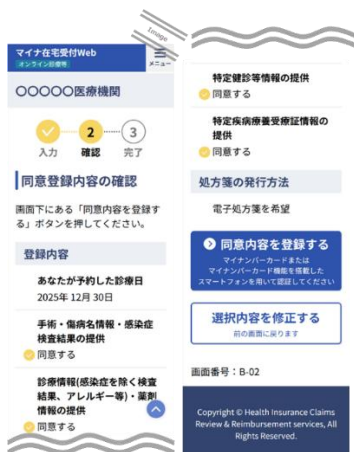 Image
マイナ在宅受付Web
オンライン診療等
メニュー
〇〇〇〇〇医療機関
2
3
入力
確認
完了
同意登録内容の確認
画面下にある「同意内容を登録す
る」ボタンを押してください。
登録内容
あなたが予約した診療日
2025年 12月 30日
手術・傷病名情報・感染症
検査結果の提供
同意する
診療情報(感染症を除く検査
結果、アレルギー等)・薬剤
情報の提供
同意する
特定健診等情報の提供
同意する
特定疾病療養受療証情報の
提供
同意する
処方箋の発行方法
電子処方箋を希望
同意内容を登録する
マイナンバーカードまたは
マイナンバーカード機能を搭載した
スマートフォンを用いて認証してください
選択内容を修正する
前の画面に戻ります
画面番号：B-02
Copyright © Health Insurance Claims
Review & Reimbursement services, All
Rights Reserved.